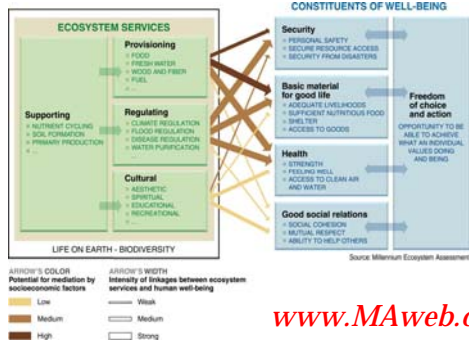 CONSTITUENTS OF WELL-BEING
ECOSYSTEM SERVICES
Provisioning
FOOD
FRESH WATER
WOOD AND FIBER
FUEL
...
Regulating
CLIMATE REGULATION
FLOOD REGULATION
DISEASE REGULATION
WATER PURIFICATION
...
Cultural
AESTHETIC
SPIRITUAL
EDUCATIONAL
RECREATIONAL
...
Supporting
NUTRIENT CYCLING
SOIL FORMATION
PRIMARY PRODUCTION
...
LIFE ON EARTH - BIODIVERSITY
Security
PERSONAL SAFETY
SECURE RESOURCE ACCESS
SECURITY FROM DISASTERS
Basic material
for good life
ADEQUATE LIVELIHOODS
SUFFICIENT NUTRITIOUS FOOD
SHELTER
ACCESS TO GOODS
Health
STRENGTH
FEELING WELL
ACCESS TO CLEAN AIR
AND WATER
Good social relations
SOCIAL COHESION
MUTUAL RESPECT
ABILITY TO HELP OTHERS
Freedom
of choice
and action
OPPORTUNITY TO BE
ABLE TO ACHIEVE
WHAT AN INDIVIDUAL
VALUES DOING
AND BEING
Source: Millennium Ecosystem Assessment
ARROW'S COLOR
Potential for mediation by
socioeconomic factors
Low
Medium
High
ARROW'S WIDTH
Intensity of linkages between ecosystem
services and human well-being
Weak
Medium
Strong
www.MAweb.o